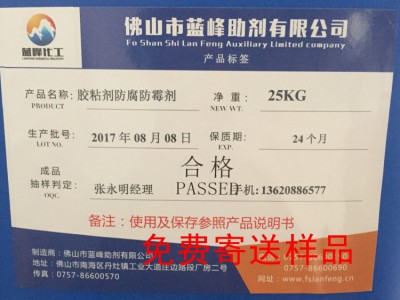 佛山市蓝峰助剂有限公司
Fo Shan Shi Lan Feng Auxiliary Limited company
蓝峰化工
产品标签
产品名称: 胶粘剂防腐防霉剂 净 重: 25KG
PRODUCT NEW WT.
生产批号: 2017 年 08 月 08 日 保质期: 24 个月
LOT NO. EXP.
成品 合格
抽样判定: 张永明经理 PASSED 手机:13620886577
OQC.
备注: 使用及保存参照产品说明书
免费寄送样品
制造商:佛山市蓝峰助剂有限公司
地址:佛山市南海区丹灶镇工业大道庄边路段厂房二号 0757-86600690
传真:0757-86600570 网址:www.fslanfeng.cn